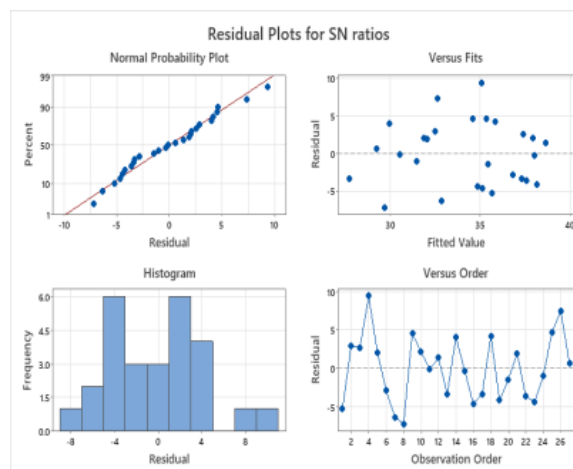 Residual Plots for SN ratios
Normal Probability Plot
Versus Fits
99
90
50
10
1
Percent
-10 -5 0 5 10
Residual
10
5
0
-5
Residual
30 35 40
Fitted Value
Histogram
Versus Order
6.0
4.5
3.0
1.5
0.0
Frequency
-8 -4 0 4 8
Residual
10
5
0
-5
Residual
2 4 6 8 10 12 14 16 18 20 22 24 26
Observation Order